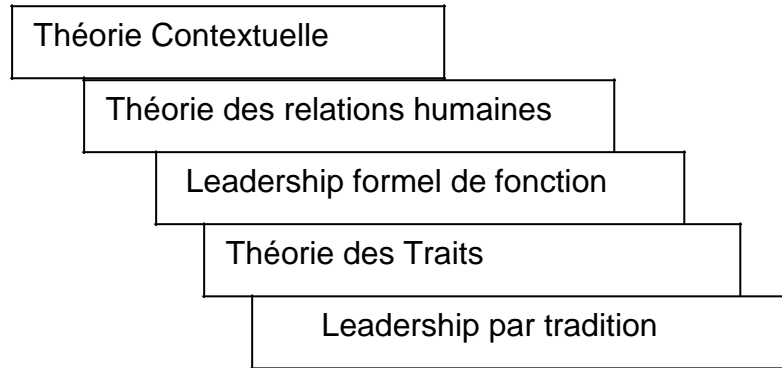 Théorie Contextuelle
Théorie des relations humaines
Leadership formel de fonction
Théorie des Traits
Leadership par tradition